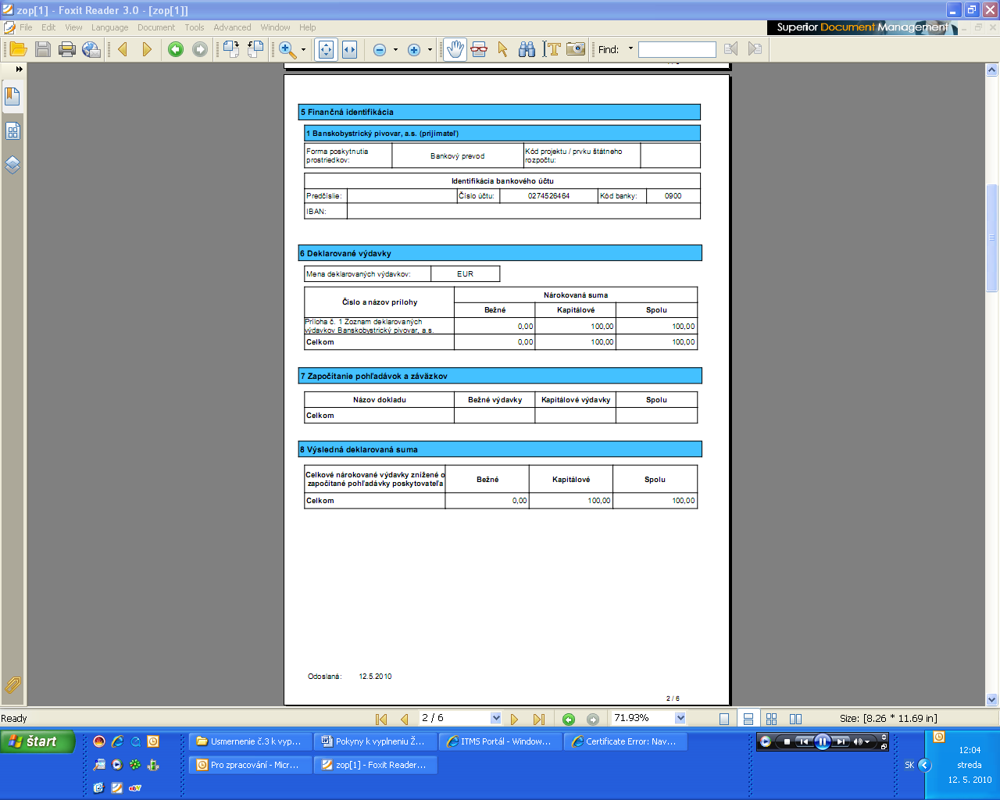 zop[1] - Foxit Reader 3.0 - [zop[1]]
File Edit View Language Document Tools Advanced Window Help
Superior Document Management
Find:
5 Finančná identifikácia
1 Banskobystrický pivovar, a.s. (prijímateľ)
Forma poskytnutia prostriedkov: Bankový prevod Kód projektu / prvku štátneho rozpočtu:
Identifikácia bankového účtu
Predčíslie: Číslo účtu: 0274526464 Kód banky: 0900
IBAN:
6 Deklarované výdavky
Mena deklarovaných výdavkov: EUR
Číslo a názov prílohy Nárokovaná suma
Bežné Kapitálové Spolu
Príloha č. 1 Zoznam deklarovaných
výdavkov Banskobystrický pivovar, a.s. 0,00 100,00 100,00
Celkom 0,00 100,00 100,00
7 Započítanie pohľadávok a záväzkov
Názov dokladu Bežné výdavky Kapitálové výdavky Spolu
Celkom
8 Výsledná deklarovaná suma
Celkové nárokované výdavky znížené o
započítané pohľadávky poskytovateľa Bežné Kapitálové Spolu
Celkom 0,00 100,00 100,00
Odoslaná: 12.5.2010
2 / 6
Ready 2 / 6 71.93% Size: [8.26 * 11.69 in]
štart Usmernenie č.3 k vyp... Pokyny k vyplneniu Ž... ITMS Portál - Window... Certificate Error: Nav...
Pro zpracování - Micr... zop[1] - Foxit Reader...
SK
12:04
streda
12. 5. 2010